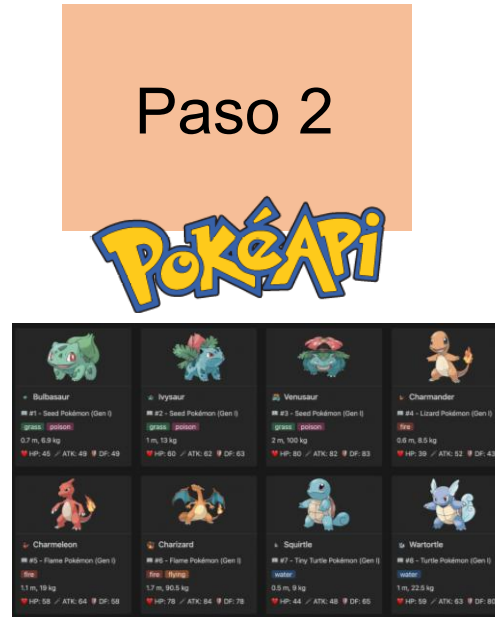 Paso 2
PokéAPi
Bulbasaur
#1 - Seed Pokémon (Gen I)
grass poison
0.7 m, 6.9 kg
HP: 45 ATK: 49 DF: 49
Ivysaur
#2 - Seed Pokémon (Gen I)
grass poison
1 m, 13 kg
HP: 60 ATK: 62 DF: 63
Venusaur
#3 - Seed Pokémon (Gen I)
grass poison
2 m, 100 kg
HP: 80 ATK: 82 DF: 83
Charmander
#4 - Lizard Pokémon (Gen I)
fire
0.6 m, 8.5 kg
HP: 39 ATK: 52 DF: 43
Charmeleon
#5 - Flame Pokémon (Gen I)
fire
1.1 m, 19 kg
HP: 58 ATK: 64 DF: 58
Charizard
#6 - Flame Pokémon (Gen I)
fire flying
1.7 m, 90.5 kg
HP: 78 ATK: 84 DF: 78
Squirtle
#7 - Tiny Turtle Pokémon (Gen I)
water
0.5 m, 9 kg
HP: 44 ATK: 48 DF: 65
Wartortle
#8 - Turtle Pokémon (Gen I)
water
1 m, 22.5 kg
HP: 59 ATK: 63 DF: 80